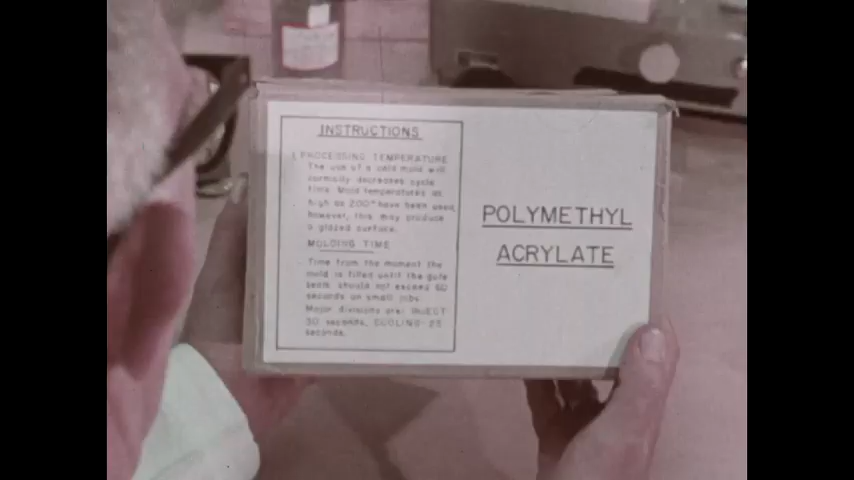 INSTRUCTIONS
PROCESSING TEMPERATURE
The use of a cold mold will
normally decrease cycle
time. Mold temperatures as
high as 200° have been used,
however, this may produce
a glazed surface.
MOLDING TIME
Time from the moment the
mold is filled until the gate
seals should not exceed 60
seconds on small jobs.
Major divisions are: INJECT
30 seconds, COOLING 25
seconds.
POLYMETHYL
ACRYLATE